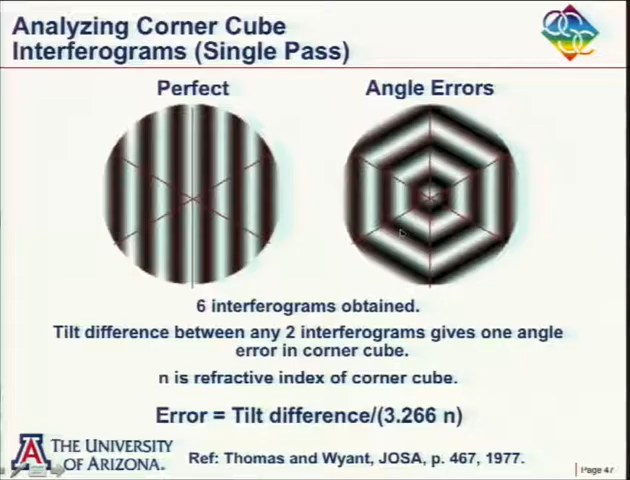 Analyzing Corner Cube
Interferograms (Single Pass)
Perfect
Angle Errors
6 interferograms obtained.
Tilt difference between any 2 interferograms gives one angle
error in corner cube.
n is refractive index of corner cube.
Error = Tilt difference/(3.266 n)
A
THE UNIVERSITY
OF ARIZONA.
Ref: Thomas and Wyant, JOSA, p. 467, 1977.
Page 47